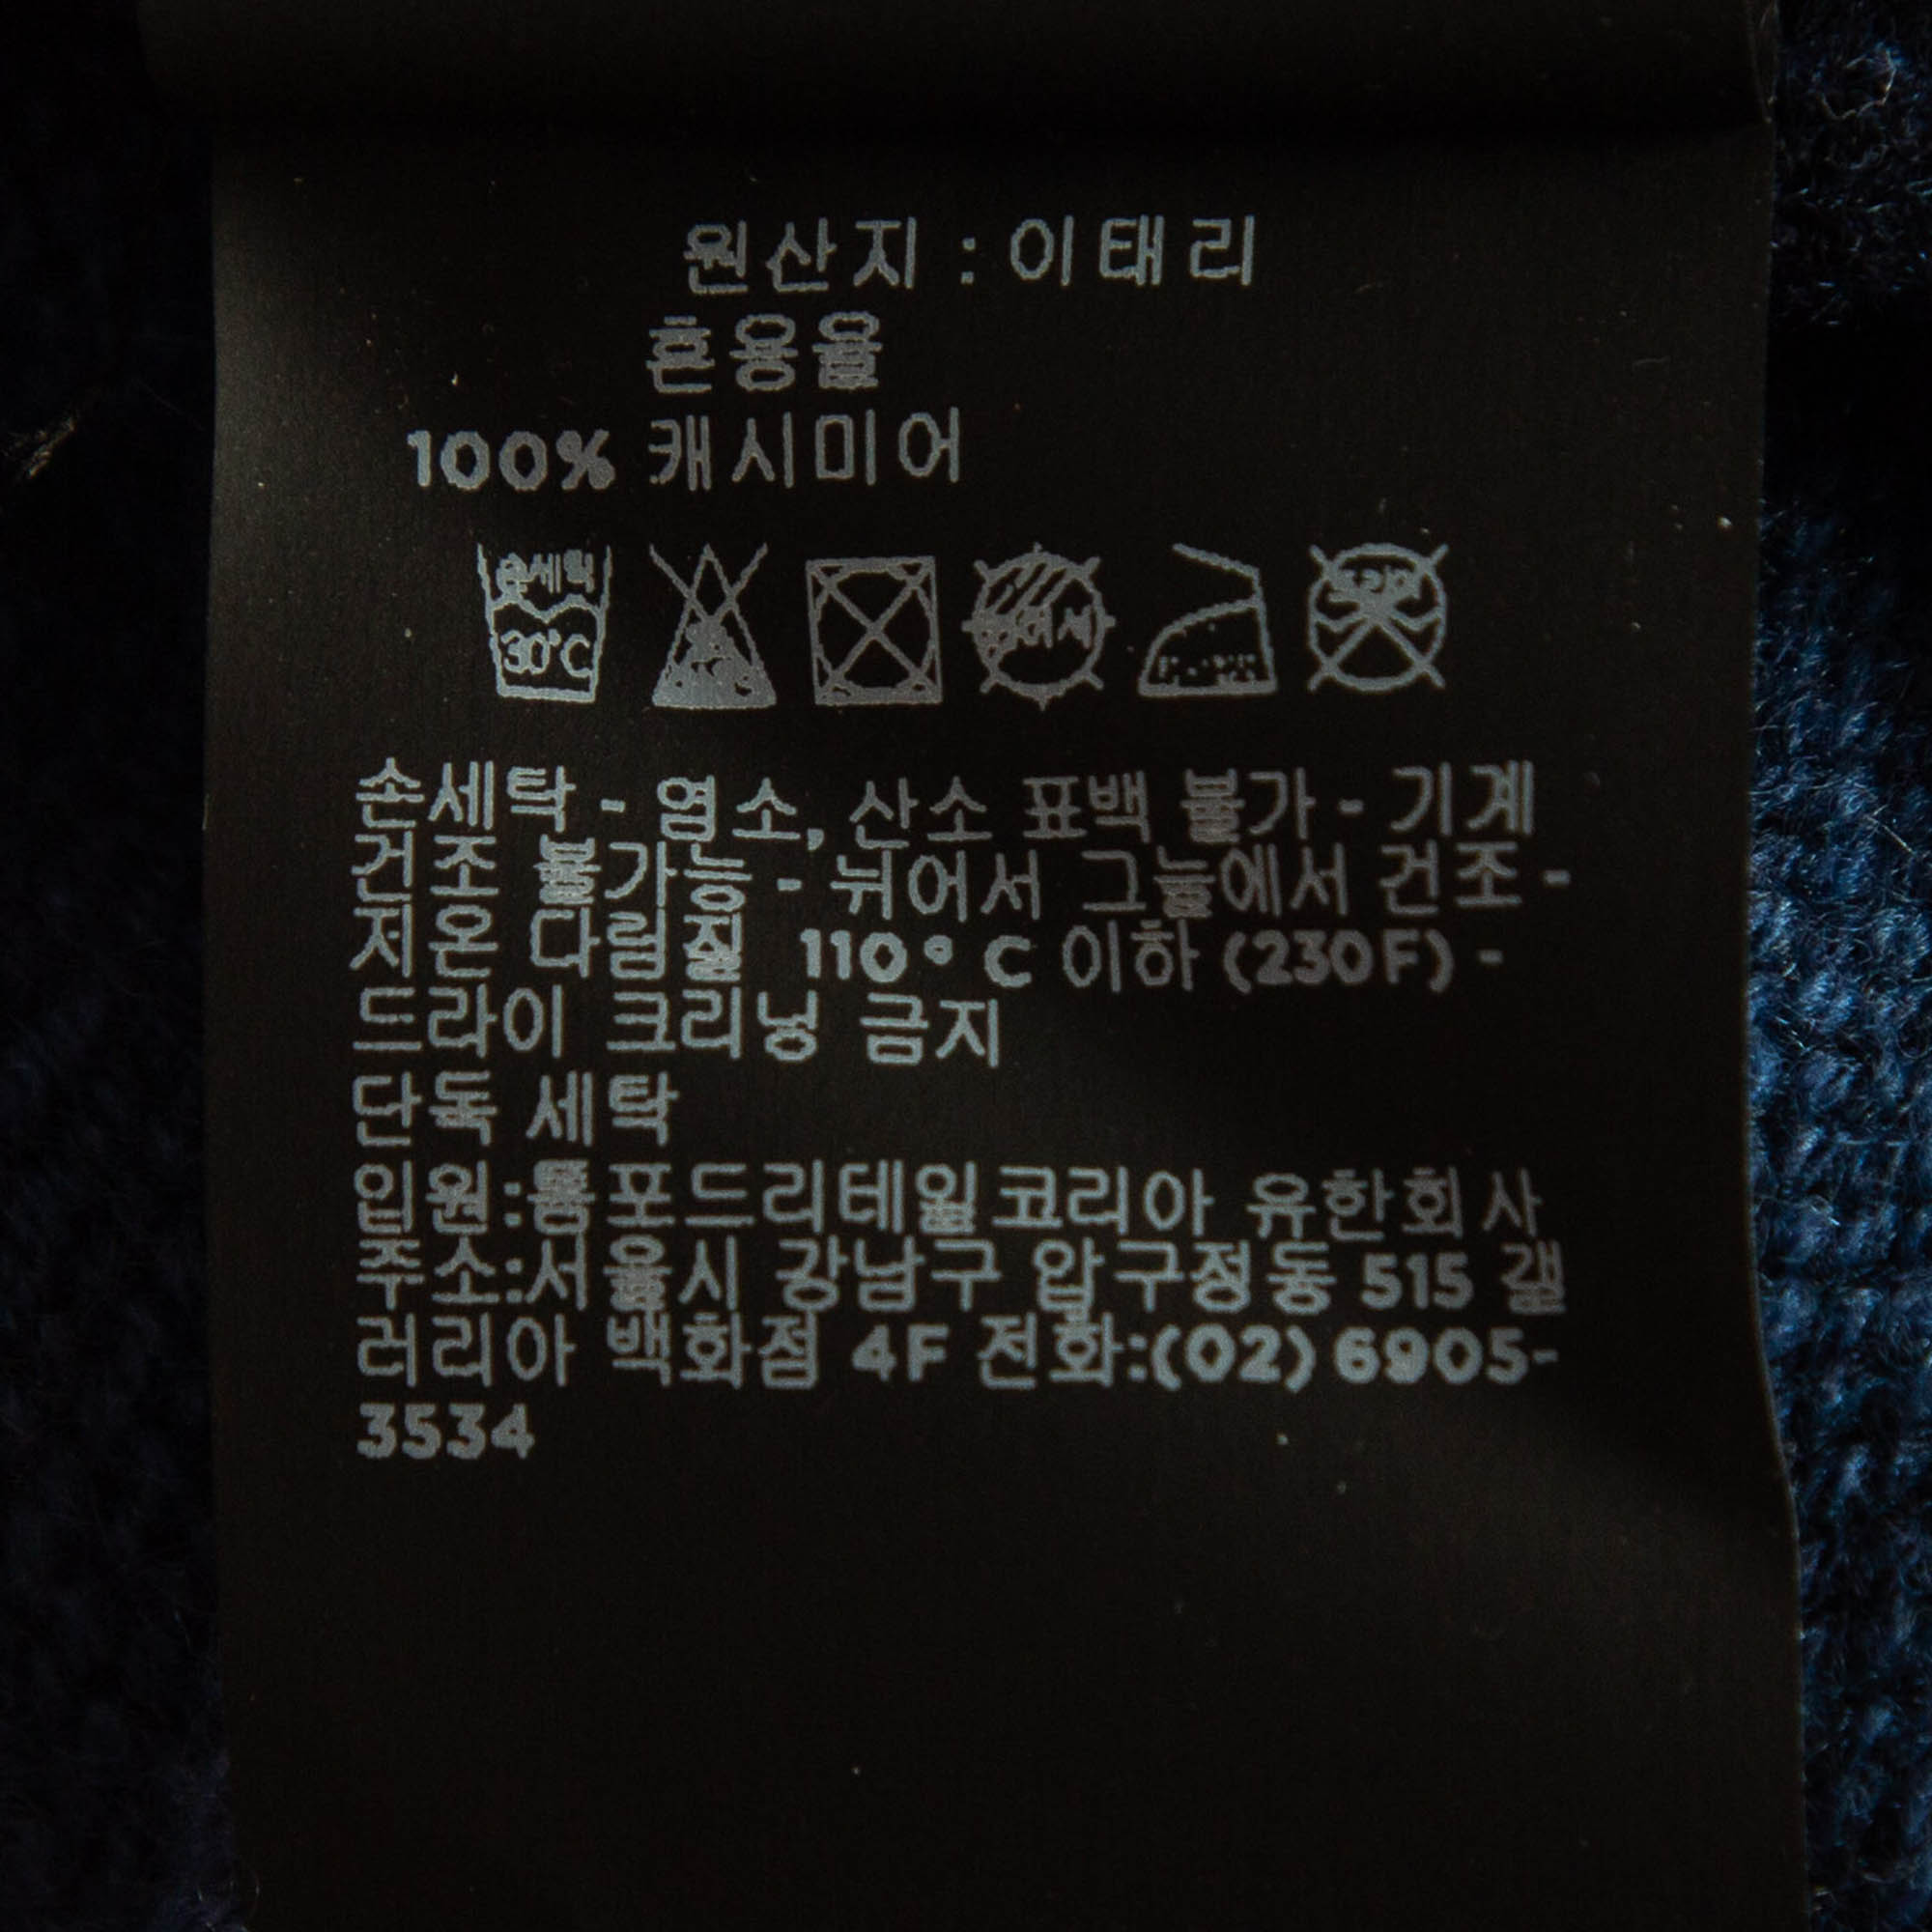 원산지 : 이태리
흔용율
100% 캐시미어
손세탁
30°C
손세탁 - 염소, 산소 표백 불가 - 기계
건조 불가능 - 뉘어서 그늘에서 건조 -
저온 다림질 110° C 이하 (230F) -
드라이 크리닝 금지
단독 세탁
입원:톰포드리테일코리아 유한회사
주소:서울시 강남구 압구정동 515 갤
러리아 백화점 4F 전화:(02) 6905-
3534